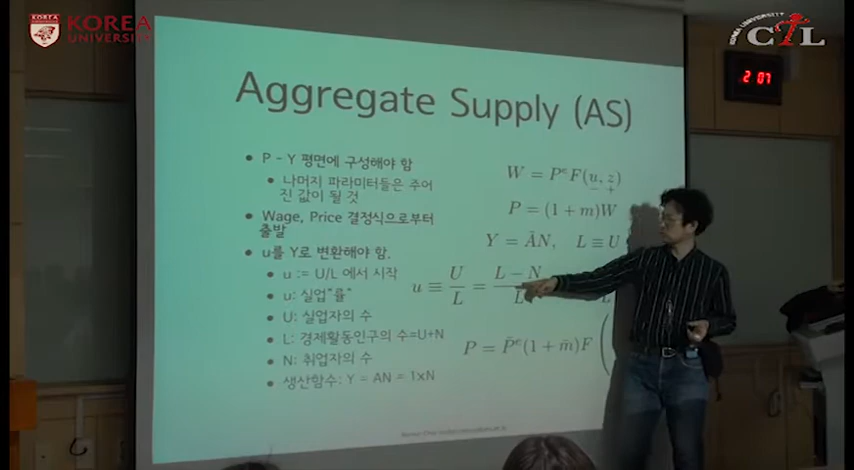 KOREA
UNIVERSITY
KOREA UNIVERSITY
CTL
2 07
Aggregate Supply (AS)
• P - Y 평면에 구성해야 함
• 나머지 파라미터들은 주어
진 값이 될 것
• Wage, Price 결정식으로부터
출발
• u를 Y로 변환해야 함.
• u := U/L 에서 시작
• u: 실업"률"
• U: 실업자의 수
• L: 경제활동인구의 수=U+N
• N: 취업자의 수
• 생산함수: Y = AN = 1xN
W = PᵉF(u, z)
− +
P = (1 + m)W
Y = ĀN, L ≡ U
u ≡ U/L = L − N/L
P = P̄ᵉ(1 + m̄)F (